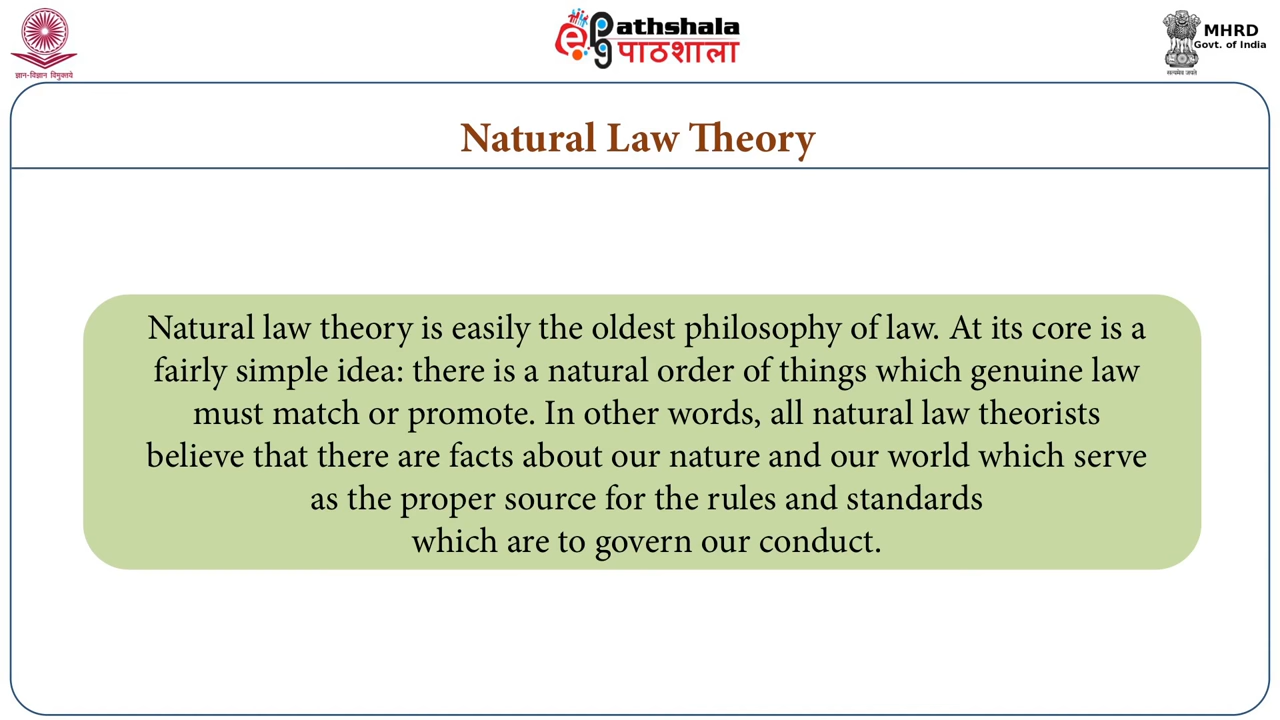 ज्ञान-विज्ञान विमुक्तये
ePG Pathshala
पाठशाला
MHRD
Govt. of India
सत्यमेव जयते
Natural Law Theory
Natural law theory is easily the oldest philosophy of law. At its core is a
fairly simple idea: there is a natural order of things which genuine law
must match or promote. In other words, all natural law theorists
believe that there are facts about our nature and our world which serve
as the proper source for the rules and standards
which are to govern our conduct.